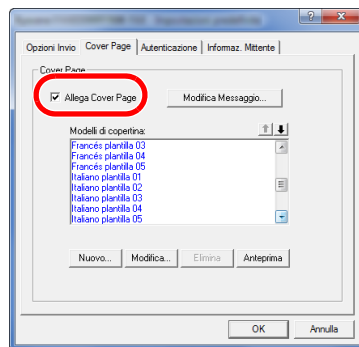 Opzioni Invio Cover Page Autenticazione Informaz. Mittente
Cover Page
Allega Cover Page Modifica Messaggio...
Modelli di copertina:
Francés plantilla 03
Francés plantilla 04
Francés plantilla 05
Italiano plantilla 01
Italiano plantilla 02
Italiano plantilla 03
Italiano plantilla 04
Italiano plantilla 05
Nuovo... Modifica... Elimina Anteprima
OK Annulla